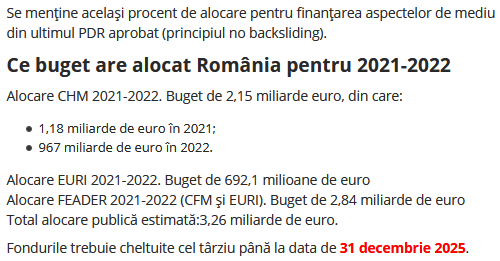 Se menține același procent de alocare pentru finanțarea aspectelor de mediu
din ultimul PDR aprobat (principiul no backsliding).
Ce buget are alocat România pentru 2021-2022
Alocare CHM 2021-2022. Buget de 2,15 miliarde euro, din care:
• 1,18 miliarde de euro în 2021;
• 967 miliarde de euro în 2022.
Alocare EURI 2021-2022. Buget de 692,1 milioane de euro
Alocare FEADER 2021-2022 (CFM și EURI). Buget de 2,84 miliarde de euro
Total alocare publică estimată:3,26 miliarde de euro.
Fondurile trebuie cheltuite cel târziu până la data de 31 decembrie 2025.